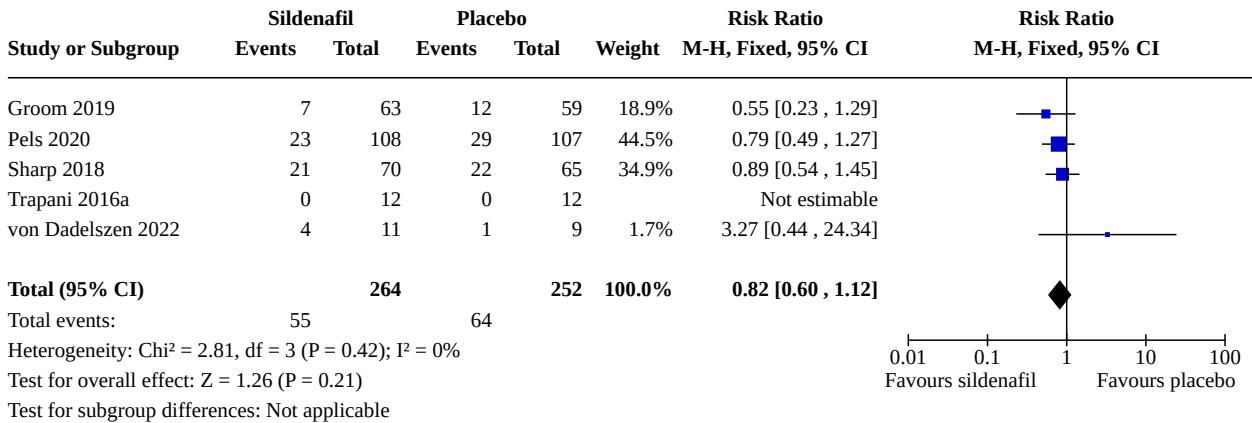 Sildenafil Placebo Risk Ratio Risk Ratio
Study or Subgroup Events Total Events Total Weight M-H, Fixed, 95% CI M-H, Fixed, 95% CI
Groom 2019 7 63 12 59 18.9% 0.55 [0.23 , 1.29]
Pels 2020 23 108 29 107 44.5% 0.79 [0.49 , 1.27]
Sharp 2018 21 70 22 65 34.9% 0.89 [0.54 , 1.45]
Trapani 2016a 0 12 0 12 Not estimable
von Dadelszen 2022 4 11 1 9 1.7% 3.27 [0.44 , 24.34]
Total (95% CI) 264 252 100.0% 0.82 [0.60 , 1.12]
Total events: 55 64
Heterogeneity: Chi² = 2.81, df = 3 (P = 0.42); I² = 0%
0.01 0.1 1 10 100
Test for overall effect: Z = 1.26 (P = 0.21) Favours sildenafil Favours placebo
Test for subgroup differences: Not applicable